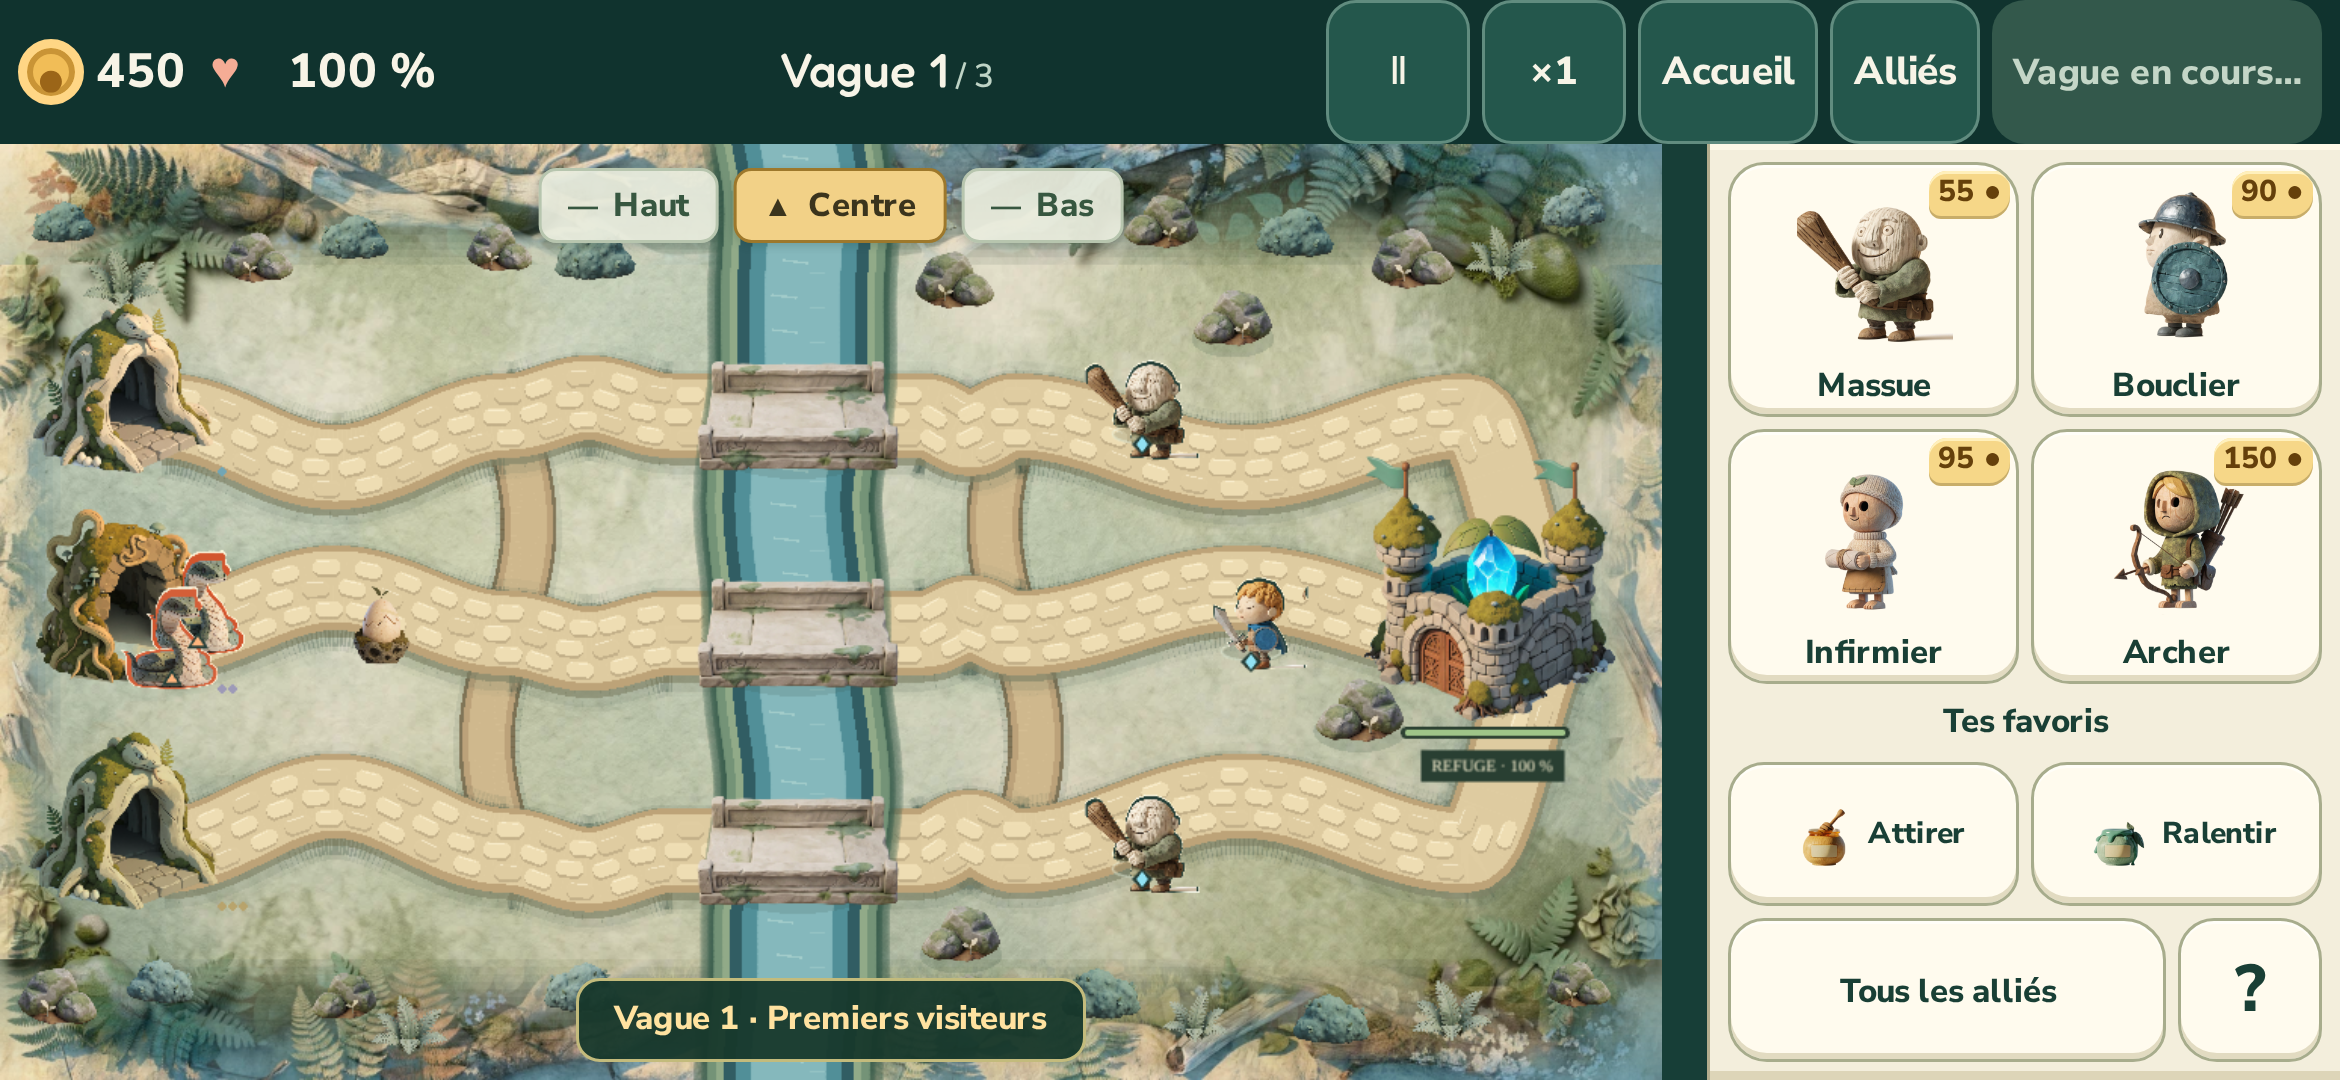 450 ♥ 100 %
Vague 1 / 3
II
×1
Accueil
Alliés
Vague en cours...
— Haut
▲ Centre
— Bas
55 ●
Massue
90 ●
Bouclier
95 ●
Infirmier
150 ●
Archer
Tes favoris
Attirer
Ralentir
Tous les alliés
?
REFUGE · 100 %
Vague 1 · Premiers visiteurs